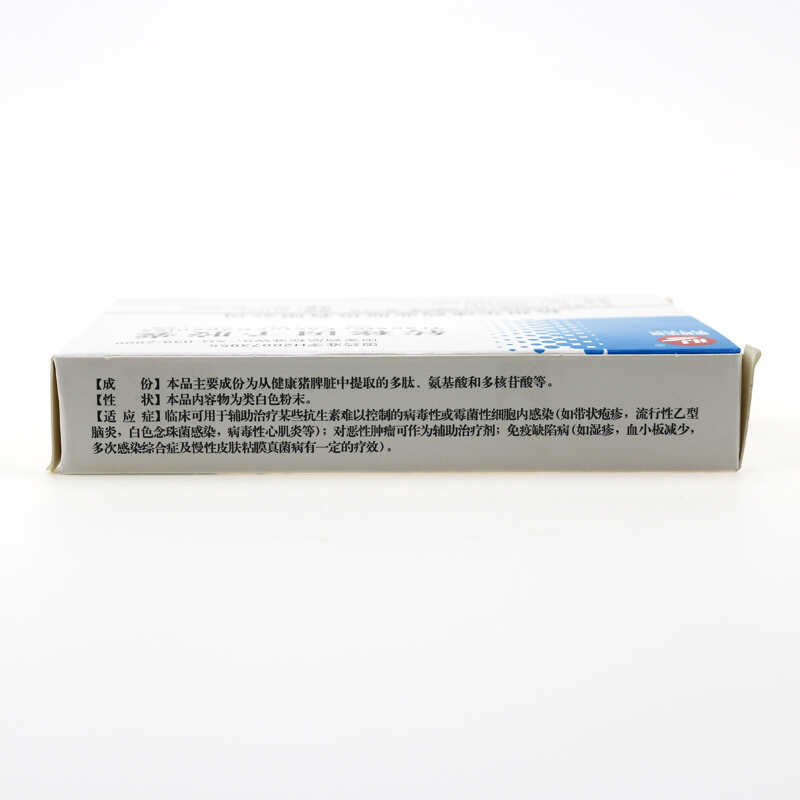 【成 份】本品主要成份为从健康猪脾脏中提取的多肽、氨基酸和多核苷酸等。
【性 状】本品内容物为类白色粉末。
【适 应 症】临床可用于辅助治疗某些抗生素难以控制的病毒性或霉菌性细胞内感染(如带状疱疹，流行性乙型
脑炎，白色念珠菌感染，病毒性心肌炎等)；对恶性肿瘤可作为辅助治疗剂；免疫缺陷病(如湿疹，血小板减少，
多次感染综合症及慢性皮肤粘膜真菌病有一定的疗效)。